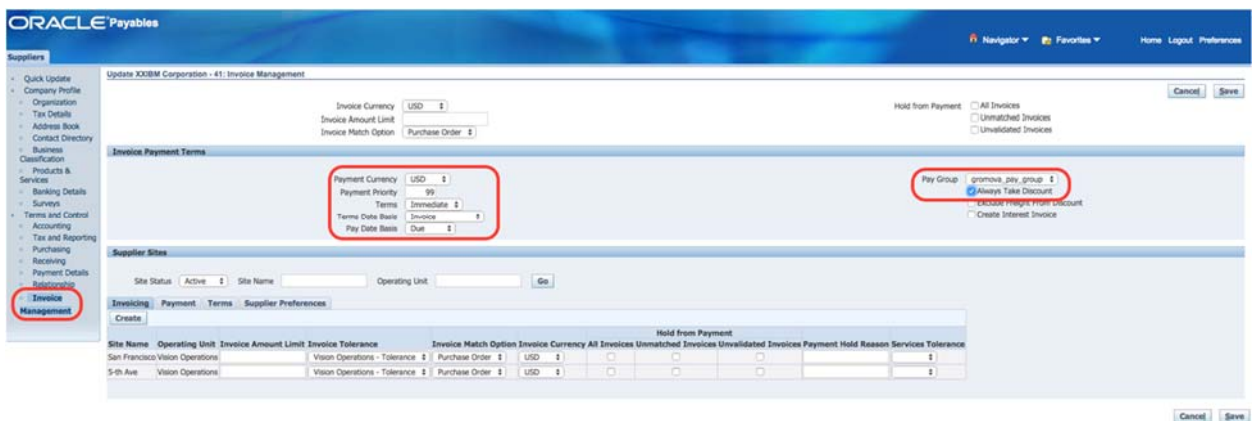 ORACLE Payables
Navigator Favorites Home Logout Preferences
Suppliers
Quick Update
Company Profile
Organization
Tax Details
Address Book
Contact Directory
Business
Classification
Products &
Services
Banking Details
Surveys
Terms and Control
Accounting
Tax and Reporting
Purchasing
Receiving
Payment Details
Relationship
Invoice
Management
Update XXIBM Corporation - 41: Invoice Management
Cancel Save
Invoice Currency USD
Invoice Amount Limit
Invoice Match Option Purchase Order
Hold from Payment All Invoices
Unmatched Invoices
Unvalidated Invoices
Invoice Payment Terms
Payment Currency USD
Payment Priority 99
Terms Immediate
Terms Date Basis Invoice
Pay Date Basis Due
Pay Group gromova_pay_group
Always Take Discount
Exclude Freight From Discount
Create Interest Invoice
Supplier Sites
Site Status Active Site Name Operating Unit Go
Invoicing Payment Terms Supplier Preferences
Create
Hold from Payment
Site Name Operating Unit Invoice Amount Limit Invoice Tolerance Invoice Match Option Invoice Currency All Invoices Unmatched Invoices Unvalidated Invoices Payment Hold Reason Services Tolerance
San Francisco Vision Operations Vision Operations - Tolerance Purchase Order USD
5-th Ave Vision Operations Vision Operations - Tolerance Purchase Order USD
Cancel Save